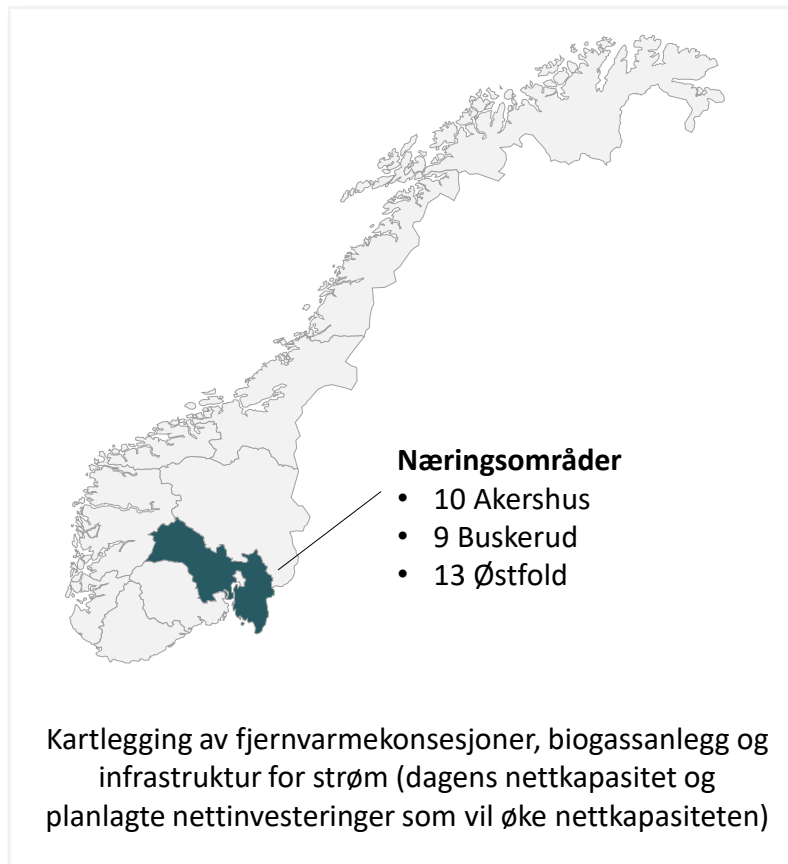 Næringsområder
• 10 Akershus
• 9 Buskerud
• 13 Østfold
Kartlegging av fjernvarmekonsesjoner, biogassanlegg og
infrastruktur for strøm (dagens nettkapasitet og
planlagte nettinvesteringer som vil øke nettkapasiteten)